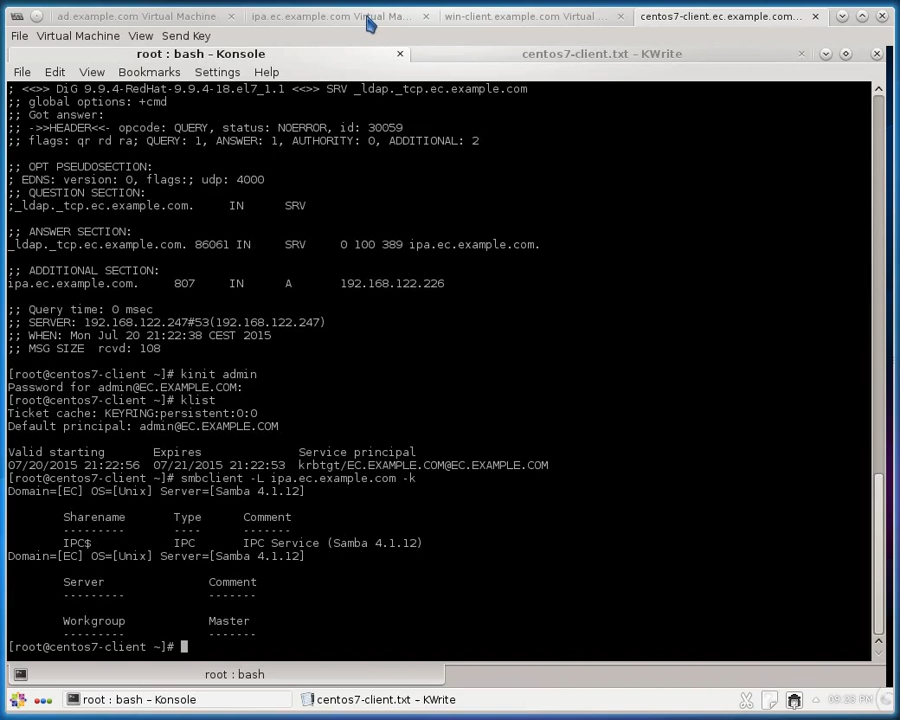 ad.example.com Virtual Machine
ipa.ec.example.com Virtual Ma...
win-client.example.com Virtual ...
centos7-client.ec.example.com...
File Virtual Machine View Send Key
root : bash – Konsole
centos7-client.txt – KWrite
File Edit View Bookmarks Settings Help
; <<>> DiG 9.9.4-RedHat-9.9.4-18.el7_1.1 <<>> SRV _ldap._tcp.ec.example.com
;; global options: +cmd
;; Got answer:
;; ->>HEADER<<- opcode: QUERY, status: NOERROR, id: 30059
;; flags: qr rd ra; QUERY: 1, ANSWER: 1, AUTHORITY: 0, ADDITIONAL: 2
;; OPT PSEUDOSECTION:
; EDNS: version: 0, flags:; udp: 4000
;; QUESTION SECTION:
;_ldap._tcp.ec.example.com. IN SRV
;; ANSWER SECTION:
_ldap._tcp.ec.example.com. 86061 IN SRV 0 100 389 ipa.ec.example.com.
;; ADDITIONAL SECTION:
ipa.ec.example.com. 807 IN A 192.168.122.226
;; Query time: 0 msec
;; SERVER: 192.168.122.247#53(192.168.122.247)
;; WHEN: Mon Jul 20 21:22:38 CEST 2015
;; MSG SIZE rcvd: 108
[root@centos7-client ~]# kinit admin
Password for admin@EC.EXAMPLE.COM:
[root@centos7-client ~]# klist
Ticket cache: KEYRING:persistent:0:0
Default principal: admin@EC.EXAMPLE.COM
Valid starting Expires Service principal
07/20/2015 21:22:56 07/21/2015 21:22:53 krbtgt/EC.EXAMPLE.COM@EC.EXAMPLE.COM
[root@centos7-client ~]# smbclient -L ipa.ec.example.com -k
Domain=[EC] OS=[Unix] Server=[Samba 4.1.12]
Sharename Type Comment
--------- ---- -------
IPC$ IPC IPC Service (Samba 4.1.12)
Domain=[EC] OS=[Unix] Server=[Samba 4.1.12]
Server Comment
--------- -------
Workgroup Master
--------- -------
[root@centos7-client ~]#
root : bash
root : bash – Konsole
centos7-client.txt – KWrite
09:23 PM